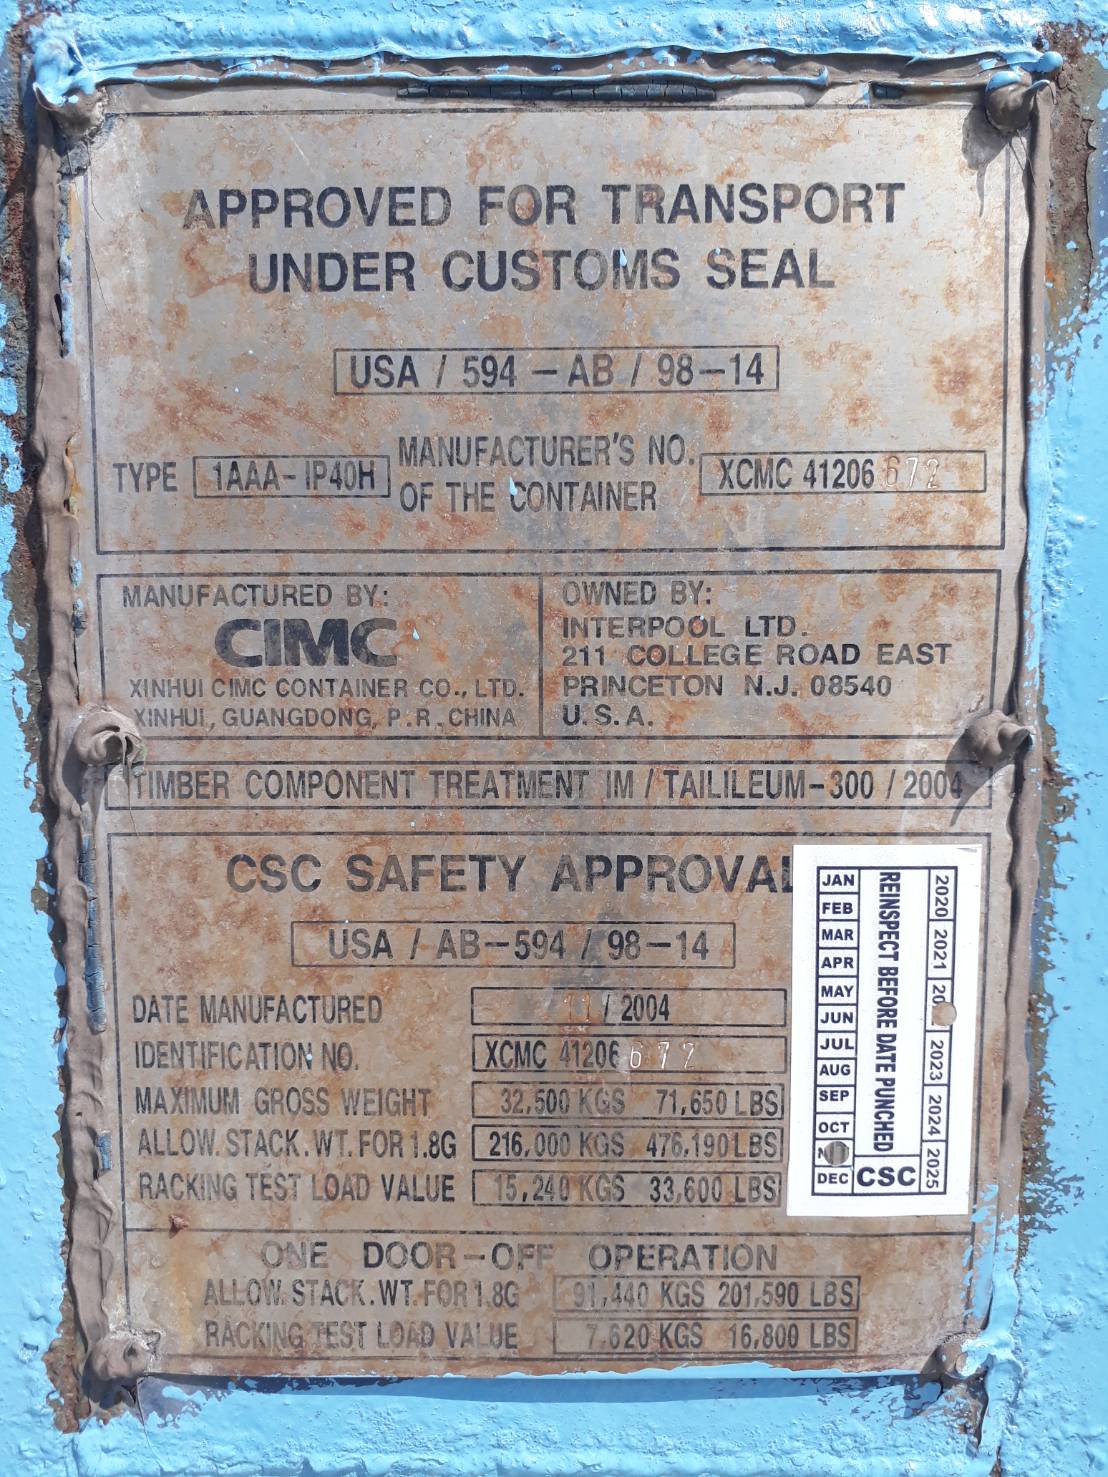 APPROVED FOR TRANSPORT
UNDER CUSTOMS SEAL
USA / 594 – AB / 98–14
TYPE 1AAA-IP40H MANUFACTURER'S NO. OF THE CONTAINER XCMC 41206 672
MANUFACTURED BY:
CIMC
XINHUI CIMC CONTAINER CO., LTD.
XINHUI, GUANGDONG, P.R. CHINA
OWNED BY:
INTERPOOL LTD.
211 COLLEGE ROAD EAST
PRINCETON N.J. 08540
U.S.A.
TIMBER COMPONENT TREATMENT IM / TAILILEUM-300 / 2004
CSC SAFETY APPROVAL
USA / AB–594 / 98–14
DATE MANUFACTURED 11 / 2004
IDENTIFICATION NO. XCMC 41206 672
MAXIMUM GROSS WEIGHT 32,500 KGS 71,650 LBS
ALLOW. STACK. WT. FOR 1.8G 216,000 KGS 476,190 LBS
RACKING TEST LOAD VALUE 15,240 KGS 33,600 LBS
ONE DOOR-OFF OPERATION
ALLOW. STACK. WT. FOR 1.8G 91,440 KGS 201,590 LBS
RACKING TEST LOAD VALUE 7,620 KGS 16,800 LBS
JAN
FEB
MAR
APR
MAY
JUN
JUL
AUG
SEP
OCT
N
DEC
REINSPECT BEFORE DATE PUNCHED
CSC
2020 2021 20 2023 2024 2025